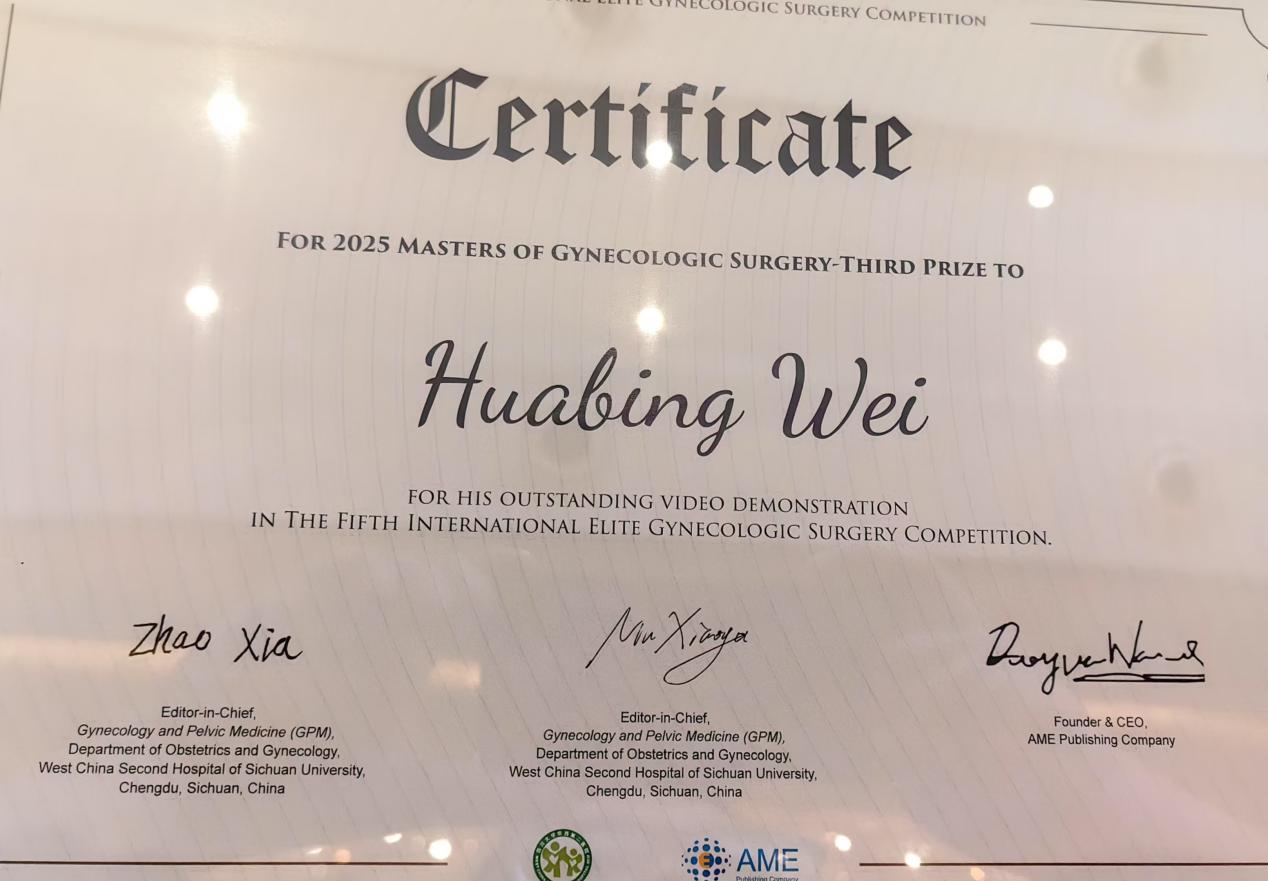 ELITE GYNECOLOGIC SURGERY COMPETITION
Certificate
FOR 2025 MASTERS OF GYNECOLOGIC SURGERY-THIRD PRIZE TO
Huabing Wei
FOR HIS OUTSTANDING VIDEO DEMONSTRATION
IN THE FIFTH INTERNATIONAL ELITE GYNECOLOGIC SURGERY COMPETITION.
Zhao Xia
Editor-in-Chief,
Gynecology and Pelvic Medicine (GPM),
Department of Obstetrics and Gynecology,
West China Second Hospital of Sichuan University,
Chengdu, Sichuan, China
Editor-in-Chief,
Gynecology and Pelvic Medicine (GPM),
Department of Obstetrics and Gynecology,
West China Second Hospital of Sichuan University,
Chengdu, Sichuan, China
Founder & CEO,
AME Publishing Company
AME
Publishing Company